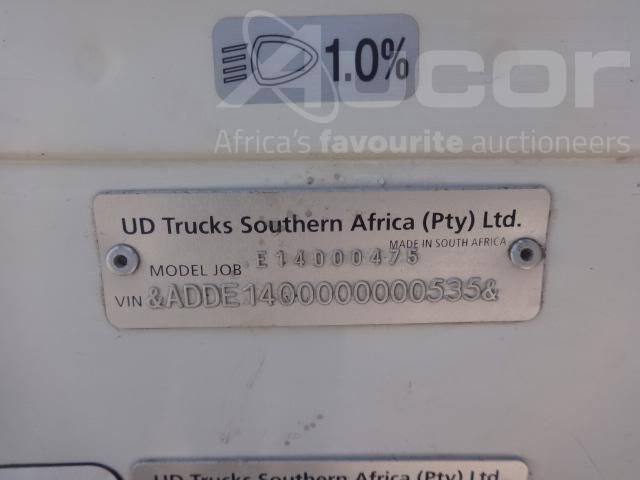 1.0%
Aucor
Africa's favourite auctioneers
UD Trucks Southern Africa (Pty) Ltd.
MADE IN SOUTH AFRICA
MODEL JOB E14000475
VIN &ADDE1400000000535&
UD Trucks Southern Africa (Pty) Ltd.